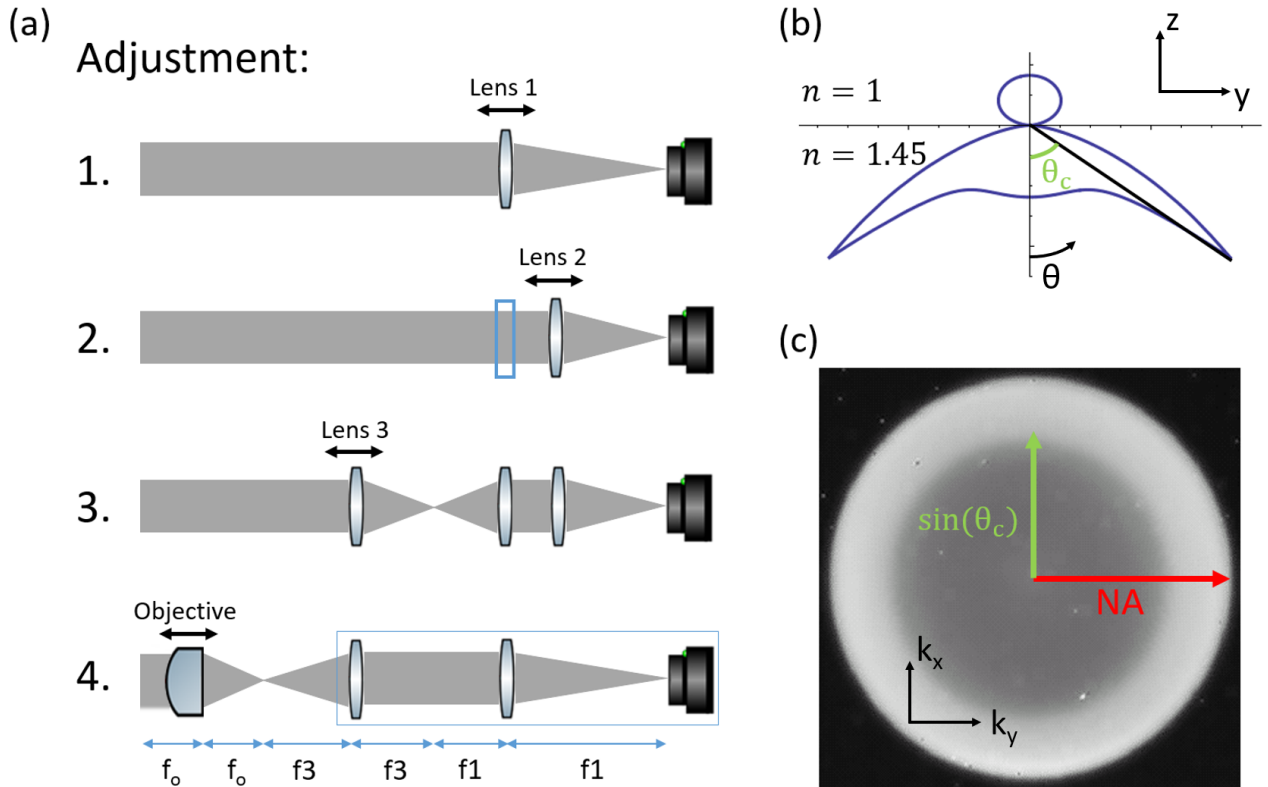 (a)
Adjustment:
Lens 1
1.
Lens 2
2.
Lens 3
3.
Objective
4.
fₒ
fₒ
f3
f3
f1
f1
(b)
z
y
n = 1
n = 1.45
θc
θ
(c)
sin(θc)
NA
kₓ
k_y